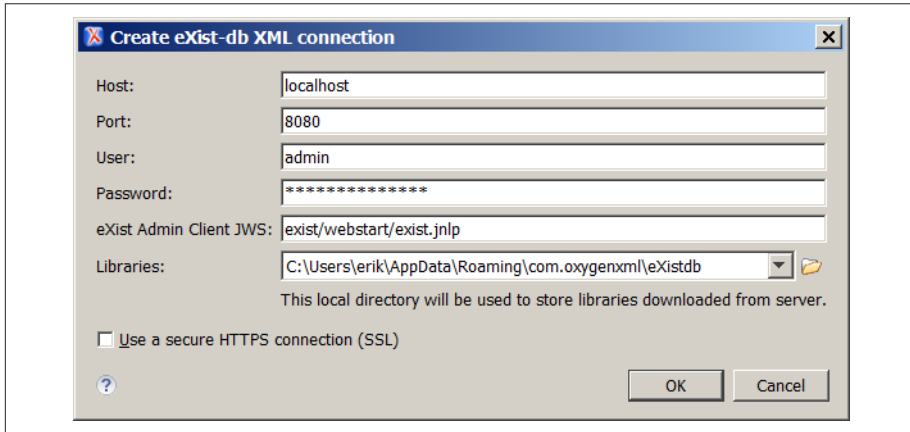 Create eXist-db XML connection
Host: localhost
Port: 8080
User: admin
Password: **************
eXist Admin Client JWS: exist/webstart/exist.jnlp
Libraries: C:\Users\erik\AppData\Roaming\com.oxygenxml\eXistdb
This local directory will be used to store libraries downloaded from server.
Use a secure HTTPS connection (SSL)
? OK Cancel